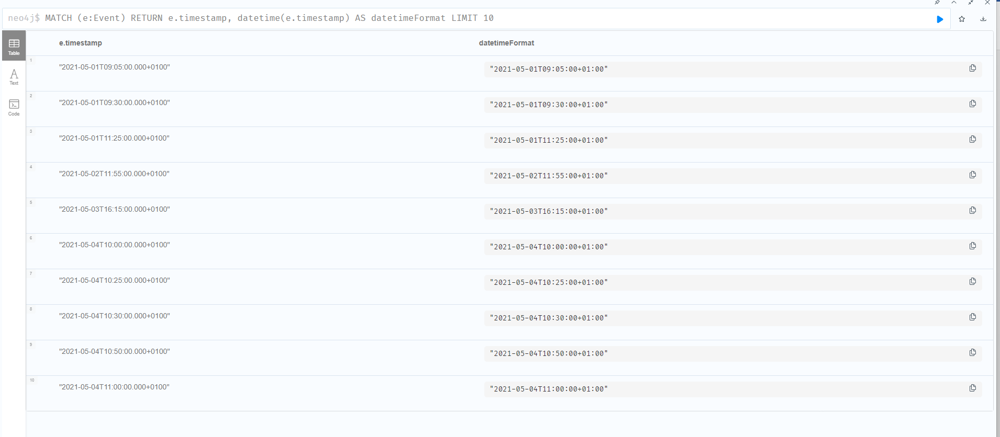 neo4j$ MATCH (e:Event) RETURN e.timestamp, datetime(e.timestamp) AS datetimeFormat LIMIT 10
Table
Text
Code
e.timestamp datetimeFormat
1 "2021-05-01T09:05:00.000+0100" "2021-05-01T09:05:00+01:00"
2 "2021-05-01T09:30:00.000+0100" "2021-05-01T09:30:00+01:00"
3 "2021-05-01T11:25:00.000+0100" "2021-05-01T11:25:00+01:00"
4 "2021-05-02T11:55:00.000+0100" "2021-05-02T11:55:00+01:00"
5 "2021-05-03T16:15:00.000+0100" "2021-05-03T16:15:00+01:00"
6 "2021-05-04T10:00:00.000+0100" "2021-05-04T10:00:00+01:00"
7 "2021-05-04T10:25:00.000+0100" "2021-05-04T10:25:00+01:00"
8 "2021-05-04T10:30:00.000+0100" "2021-05-04T10:30:00+01:00"
9 "2021-05-04T10:50:00.000+0100" "2021-05-04T10:50:00+01:00"
10 "2021-05-04T11:00:00.000+0100" "2021-05-04T11:00:00+01:00"